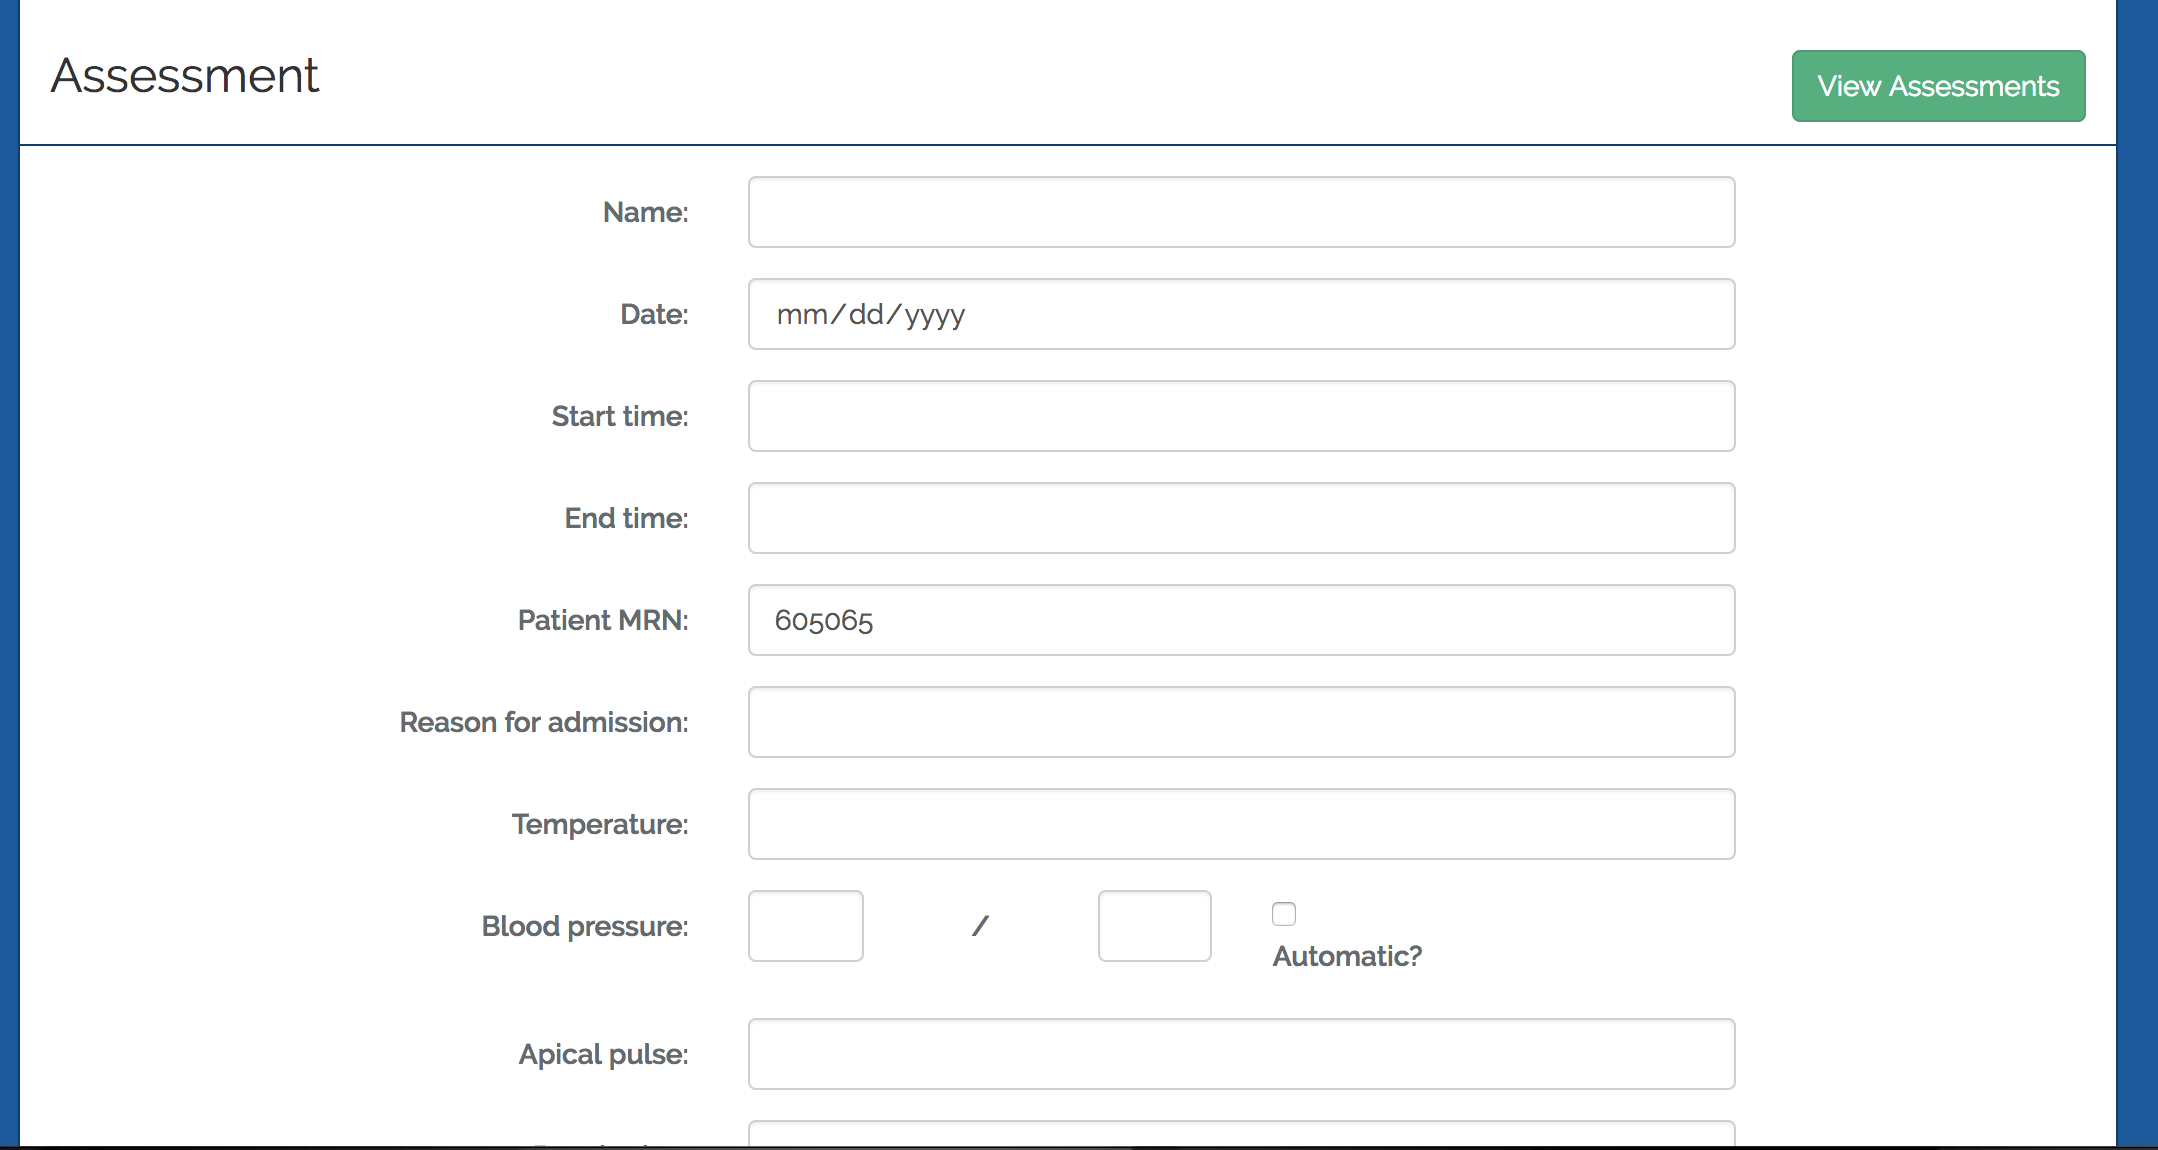 Assessment
View Assessments
Name:
Date: mm/dd/yyyy
Start time:
End time:
Patient MRN: 605065
Reason for admission:
Temperature:
Blood pressure: /
Automatic?
Apical pulse: